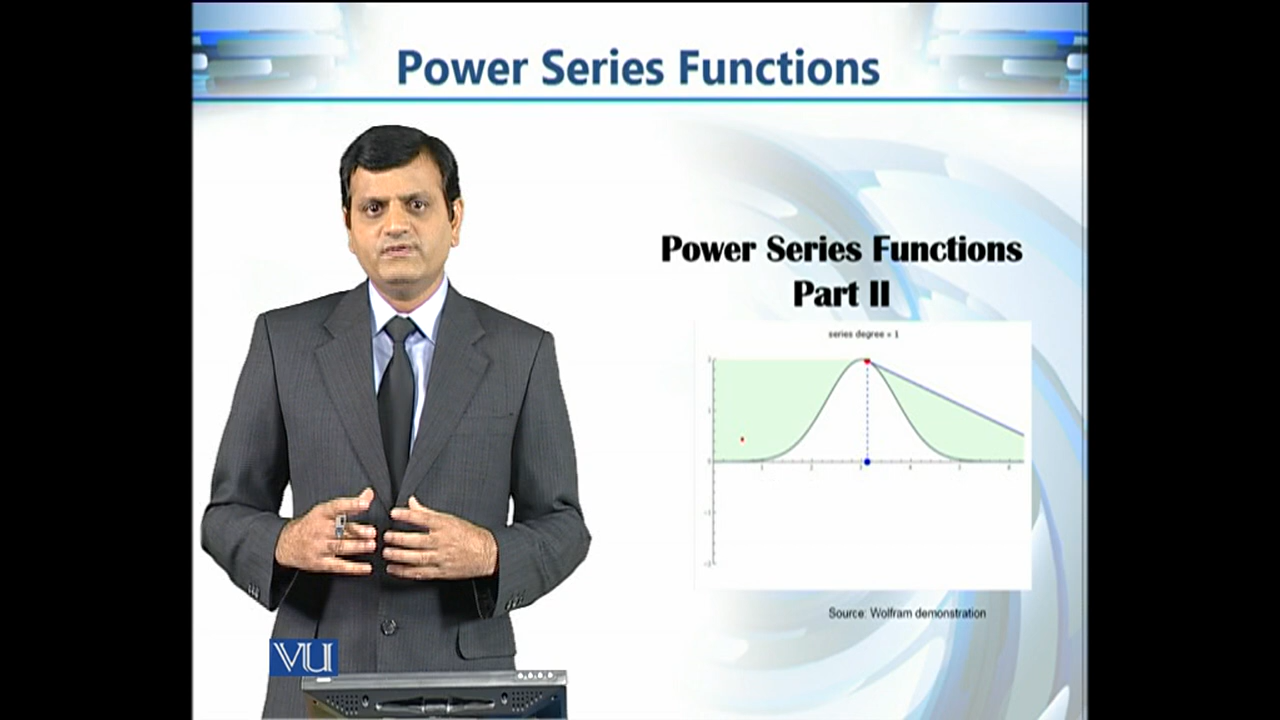 Power Series Functions
Power Series Functions
Part II
series degree = 1
Source: Wolfram demonstration
VU